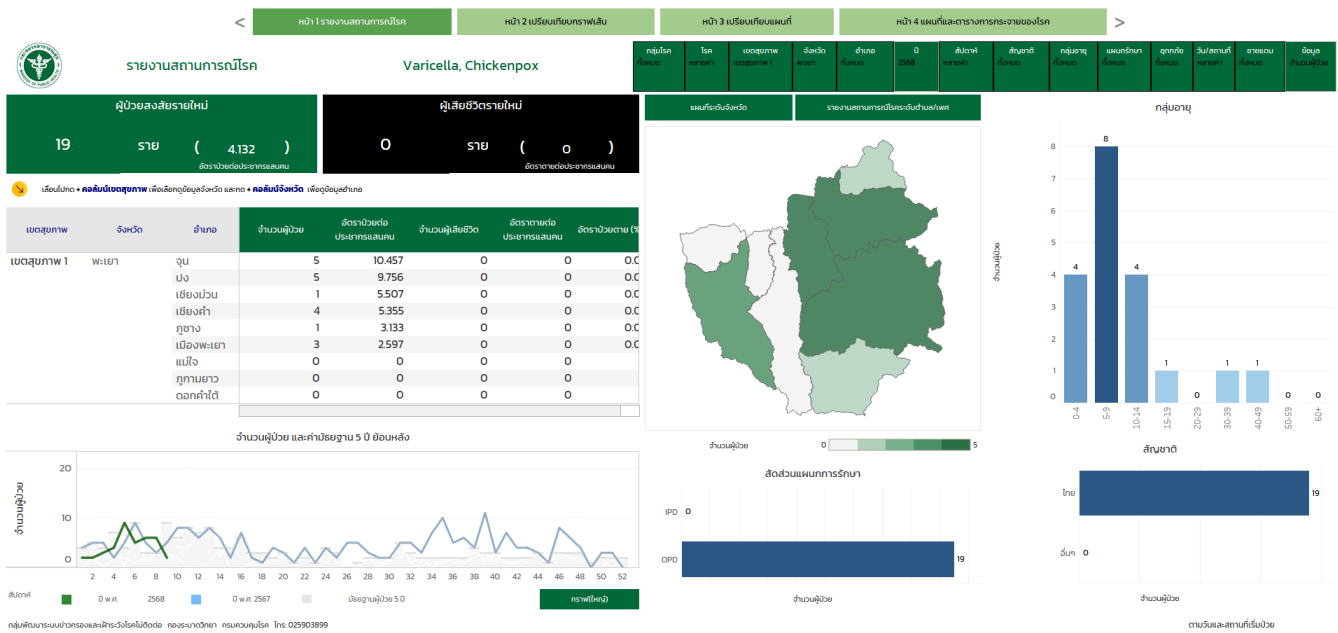 < หน้า 1 รายงานสถานการณ์โรค หน้า 2 เปรียบเทียบกราฟเส้น หน้า 3 เปรียบเทียบแผนที่ หน้า 4 แผนที่และตารางการกระจายของโรค >
รายงานสถานการณ์โรค Varicella, Chickenpox
กลุ่มโรค โรค เขตสุขภาพ จังหวัด อำเภอ ปี สัปดาห์ สัญชาติ กลุ่มอายุ แผนกรักษา อุทกภัย วัน/สถานที่ ชายแดน ข้อมูล
ทั้งหมด หลายค่า เขตสุขภาพ 1 พะเยา ทั้งหมด 2568 หลายค่า ทั้งหมด ทั้งหมด ทั้งหมด ทั้งหมด หลายค่า ทั้งหมด จำนวนผู้ป่วย
ผู้ป่วยสงสัยรายใหม่
19 ราย ( 4.132 )
อัตราป่วยต่อประชากรแสนคน
ผู้เสียชีวิตรายใหม่
0 ราย ( 0 )
อัตราตายต่อประชากรแสนคน
เลื่อนไปกด + คอลัมน์เขตสุขภาพ เพื่อเลือกดูข้อมูลจังหวัด และกด + คอลัมน์จังหวัด เพื่อดูข้อมูลอำเภอ
เขตสุขภาพ จังหวัด อำเภอ จำนวนผู้ป่วย อัตราป่วยต่อ ประชากรแสนคน จำนวนผู้เสียชีวิต อัตราตายต่อ ประชากรแสนคน อัตราป่วยตาย (%
เขตสุขภาพ 1 พะเยา จุน 5 10.457 0 0 0.0
ปง 5 9.756 0 0 0.0
เชียงม่วน 1 5.507 0 0 0.0
เชียงคำ 4 5.355 0 0 0.0
ภูซาง 1 3.133 0 0 0.0
เมืองพะเยา 3 2.597 0 0 0.0
แม่ใจ 0 0 0 0
ภูกามยาว 0 0 0 0
ดอกคำใต้ 0 0 0 0
จำนวนผู้ป่วย และค่ามัธยฐาน 5 ปี ย้อนหลัง
จำนวนผู้ป่วย
20
10
0
2 4 6 8 10 12 14 16 18 20 22 24 26 28 30 32 34 36 38 40 42 44 46 48 50 52
สัปดาห์ ปี พ.ศ. 2568 ปี พ.ศ. 2567 มัธยฐานผู้ป่วย 5 ปี
กราฟ(ใหญ่)
กลุ่มพัฒนาระบบข่าวกรองและเฝ้าระวังโรคไม่ติดต่อ กองระบาดวิทยา กรมควบคุมโรค โทร: 025903899
แผนที่ระดับจังหวัด รายงานสถานการณ์โรคระดับตำบล/เพศ
จำนวนผู้ป่วย 0 5
สัดส่วนแผนกการรักษา
IPD 0
OPD 19
จำนวนผู้ป่วย
กลุ่มอายุ
จำนวนผู้ป่วย
8
7
6
5
4
3
2
1
0
4 8 4 1 0 1 1 0 0
0-4 5-9 10-14 15-19 20-29 30-39 40-49 50-59 60+
สัญชาติ
ไทย 19
อื่นๆ 0
จำนวนผู้ป่วย
ตามวันและสถานที่เริ่มป่วย